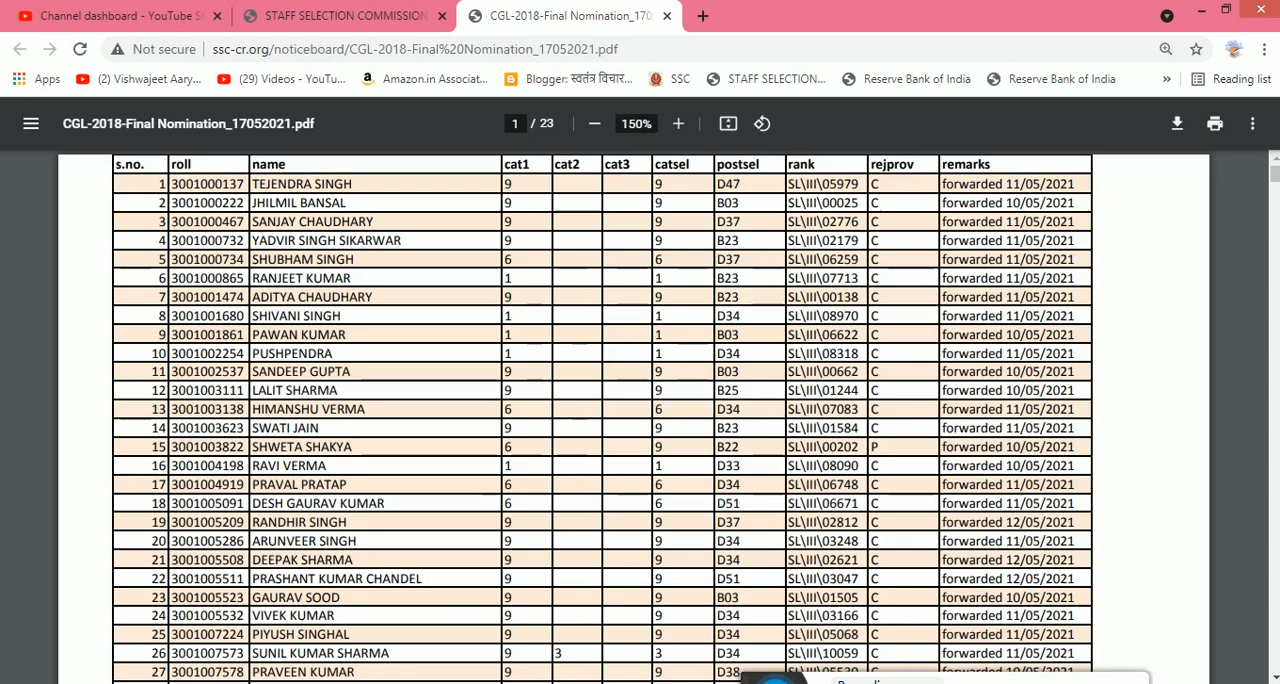 Channel dashboard - YouTube S
STAFF SELECTION COMMISSION
CGL-2018-Final Nomination_170
Not secure ssc-cr.org/noticeboard/CGL-2018-Final%20Nomination_17052021.pdf
Apps (2) Vishwajeet Aary... (29) Videos - YouTu... Amazon.in Associat... Blogger: स्वतंत्र विचार... SSC STAFF SELECTION... Reserve Bank of India Reserve Bank of India » Reading list
CGL-2018-Final Nomination_17052021.pdf 1 / 23 150%
s.no. roll name cat1 cat2 cat3 catsel postsel rank rejprov remarks
1 3001000137 TEJENDRA SINGH 9 9 D47 SL\III\05979 C forwarded 11/05/2021
2 3001000222 JHILMIL BANSAL 9 9 B03 SL\III\00025 C forwarded 10/05/2021
3 3001000467 SANJAY CHAUDHARY 9 9 D37 SL\III\02776 C forwarded 11/05/2021
4 3001000732 YADVIR SINGH SIKARWAR 9 9 B23 SL\III\02179 C forwarded 11/05/2021
5 3001000734 SHUBHAM SINGH 6 6 D37 SL\III\06259 C forwarded 11/05/2021
6 3001000865 RANJEET KUMAR 1 1 B23 SL\III\07713 C forwarded 11/05/2021
7 3001001474 ADITYA CHAUDHARY 9 9 B23 SL\III\00138 C forwarded 11/05/2021
8 3001001680 SHIVANI SINGH 1 1 D34 SL\III\08970 C forwarded 11/05/2021
9 3001001861 PAWAN KUMAR 1 1 B03 SL\III\06622 C forwarded 10/05/2021
10 3001002254 PUSHPENDRA 1 1 D34 SL\III\08318 C forwarded 11/05/2021
11 3001002537 SANDEEP GUPTA 9 9 B03 SL\III\00662 C forwarded 10/05/2021
12 3001003111 LALIT SHARMA 9 9 B25 SL\III\01244 C forwarded 10/05/2021
13 3001003138 HIMANSHU VERMA 6 6 D34 SL\III\07083 C forwarded 11/05/2021
14 3001003623 SWATI JAIN 9 9 B23 SL\III\01584 C forwarded 11/05/2021
15 3001003822 SHWETA SHAKYA 6 9 B22 SL\III\00202 P forwarded 10/05/2021
16 3001004198 RAVI VERMA 1 1 D33 SL\III\08090 C forwarded 10/05/2021
17 3001004919 PRAVAL PRATAP 6 6 D34 SL\III\06748 C forwarded 11/05/2021
18 3001005091 DESH GAURAV KUMAR 6 6 D51 SL\III\06671 C forwarded 11/05/2021
19 3001005209 RANDHIR SINGH 9 9 D37 SL\III\02812 C forwarded 12/05/2021
20 3001005286 ARUNVEER SINGH 9 9 D34 SL\III\03248 C forwarded 11/05/2021
21 3001005508 DEEPAK SHARMA 9 9 D34 SL\III\02621 C forwarded 12/05/2021
22 3001005511 PRASHANT KUMAR CHANDEL 9 9 D51 SL\III\03047 C forwarded 12/05/2021
23 3001005523 GAURAV SOOD 9 9 B03 SL\III\01505 C forwarded 11/05/2021
24 3001005532 VIVEK KUMAR 9 9 D34 SL\III\03166 C forwarded 11/05/2021
25 3001007224 PIYUSH SINGHAL 9 9 D34 SL\III\05068 C forwarded 11/05/2021
26 3001007573 SUNIL KUMAR SHARMA 9 3 3 D34 SL\III\10059 C forwarded 11/05/2021
27 3001007578 PRAVEEN KUMAR 9 9 D38 C